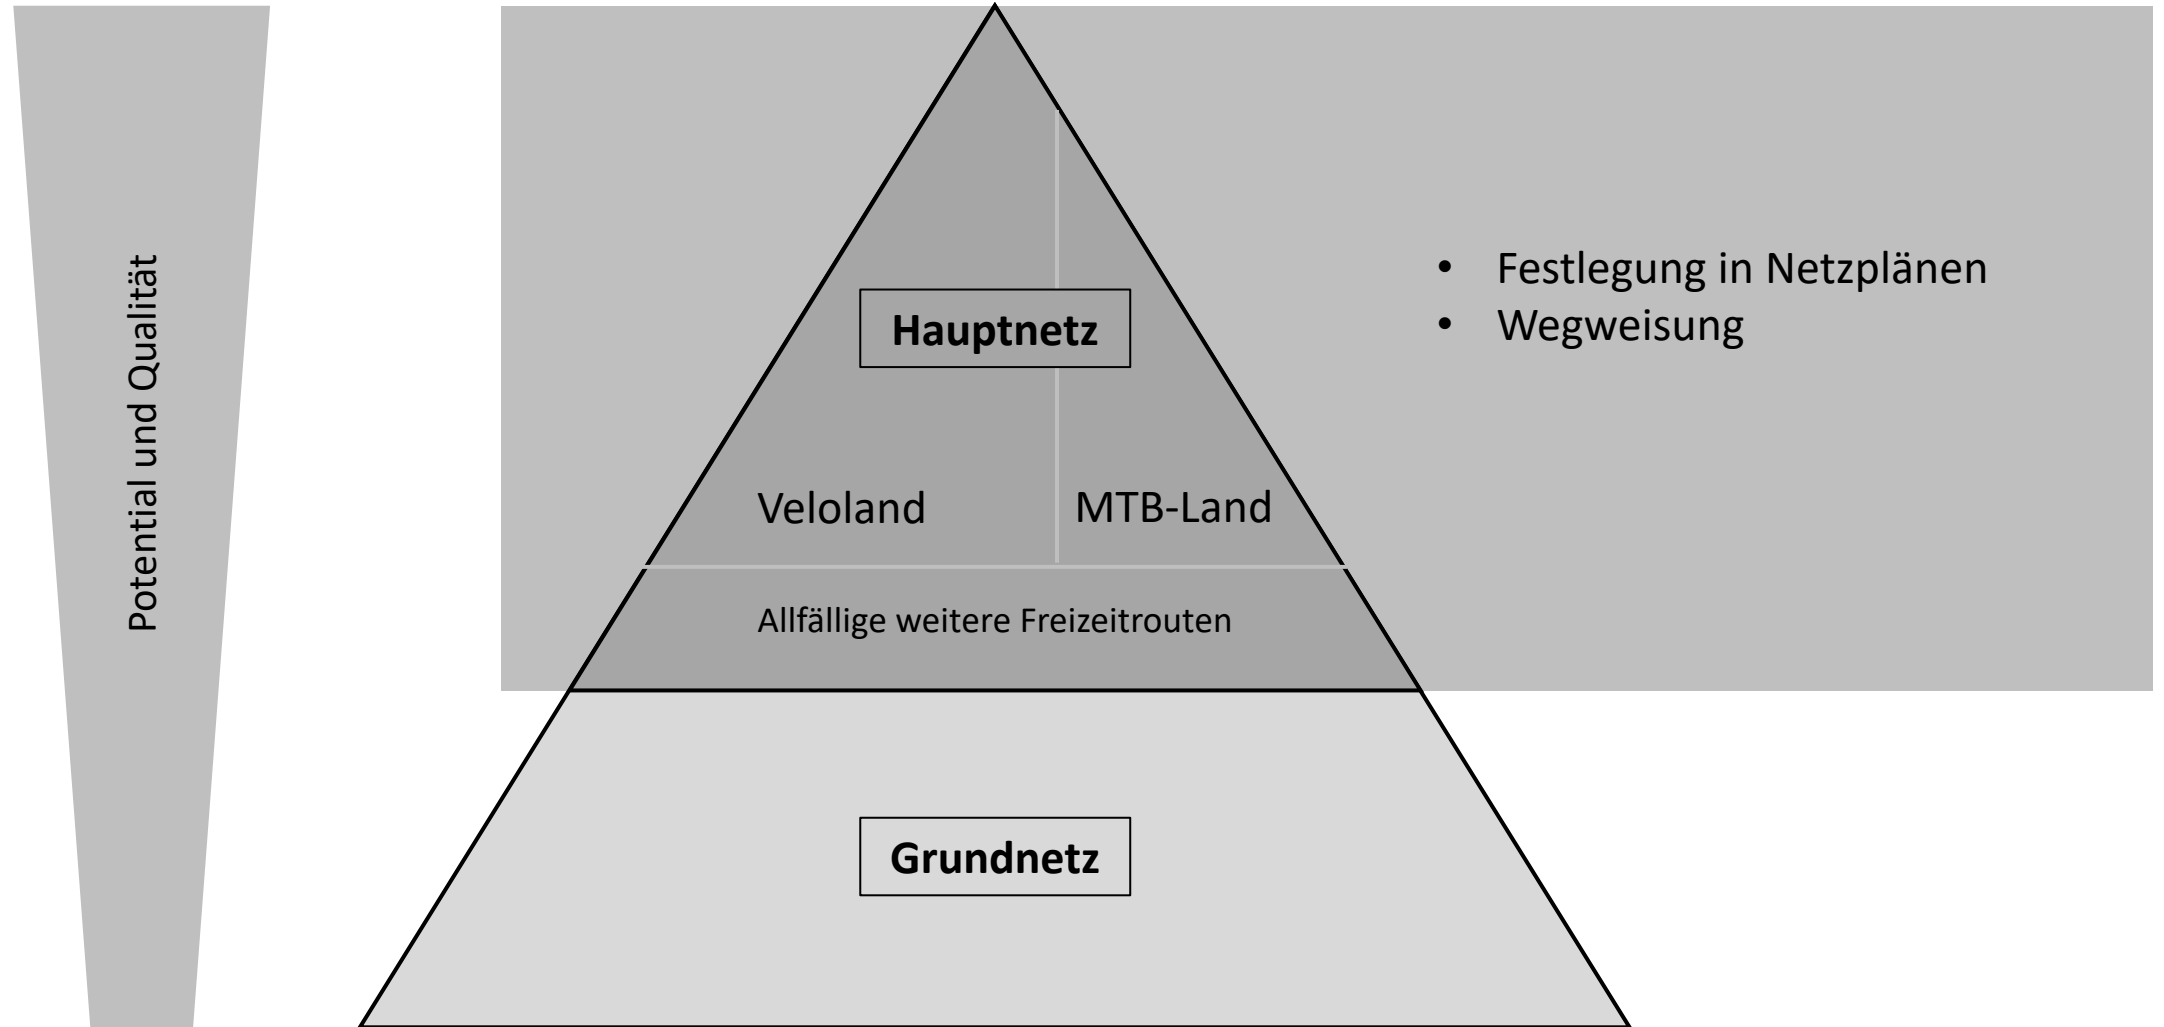 Potential und Qualität
Hauptnetz
• Festlegung in Netzplänen
• Wegweisung
Veloland
MTB-Land
Allfällige weitere Freizeitrouten
Grundnetz